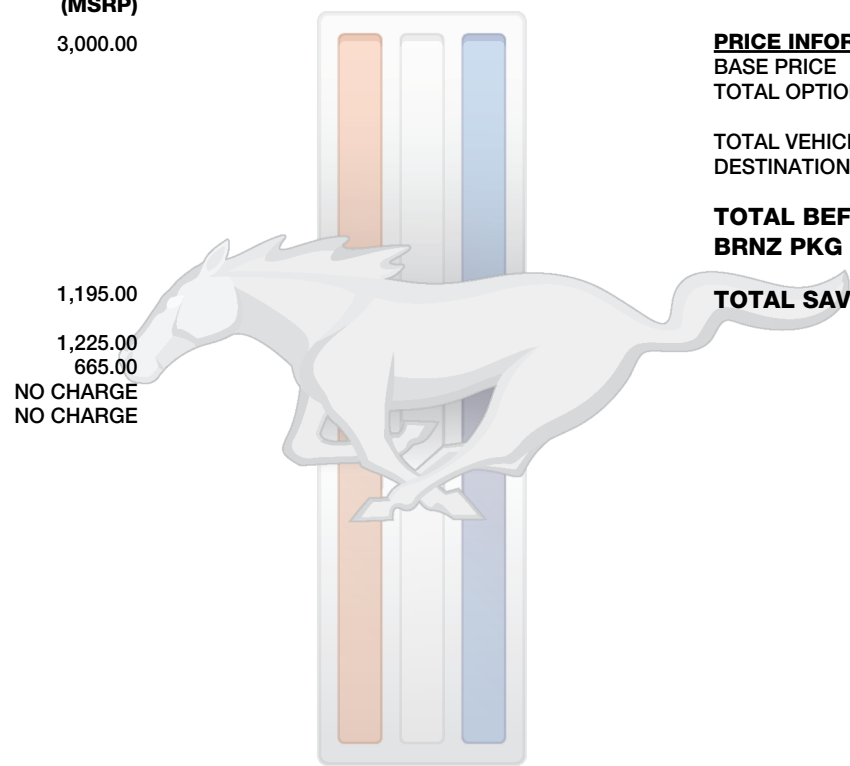 (MSRP)
3,000.00
1,195.00
1,225.00
665.00
NO CHARGE
NO CHARGE
PRICE INFOR
BASE PRICE
TOTAL OPTIO
TOTAL VEHIC
DESTINATION
TOTAL BEF
BRNZ PKG
TOTAL SAV